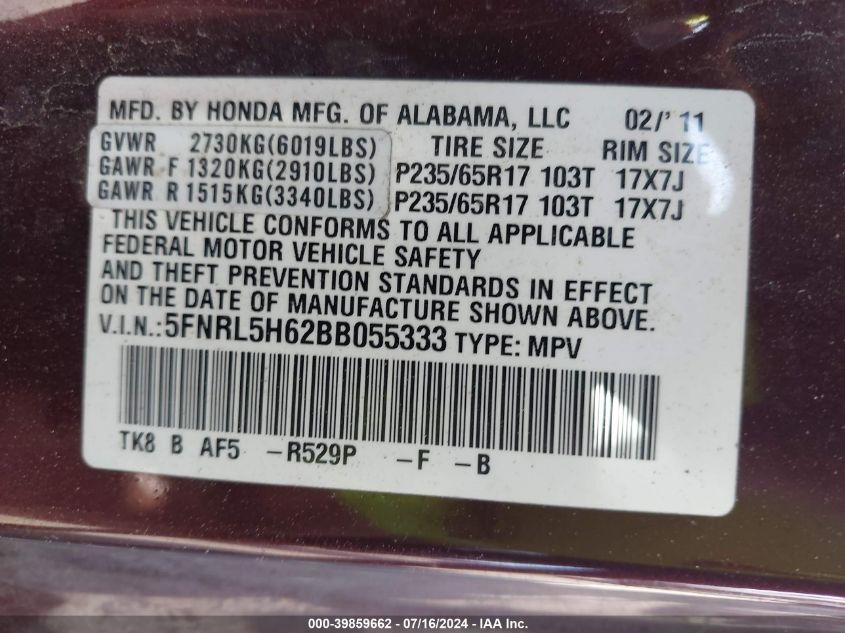 MFD. BY HONDA MFG. OF ALABAMA, LLC 02/'11
GVWR 2730KG(6019LBS) TIRE SIZE RIM SIZE
GAWR F 1320KG(2910LBS) P235/65R17 103T 17X7J
GAWR R 1515KG(3340LBS) P235/65R17 103T 17X7J
THIS VEHICLE CONFORMS TO ALL APPLICABLE
FEDERAL MOTOR VEHICLE SAFETY
AND THEFT PREVENTION STANDARDS IN EFFECT
ON THE DATE OF MANUFACTURE SHOWN ABOVE.
V.I.N.:5FNRL5H62BB055333 TYPE: MPV
TK8 B AF5 -R529P -F -B
000-39859662 - 07/16/2024 - IAA Inc.